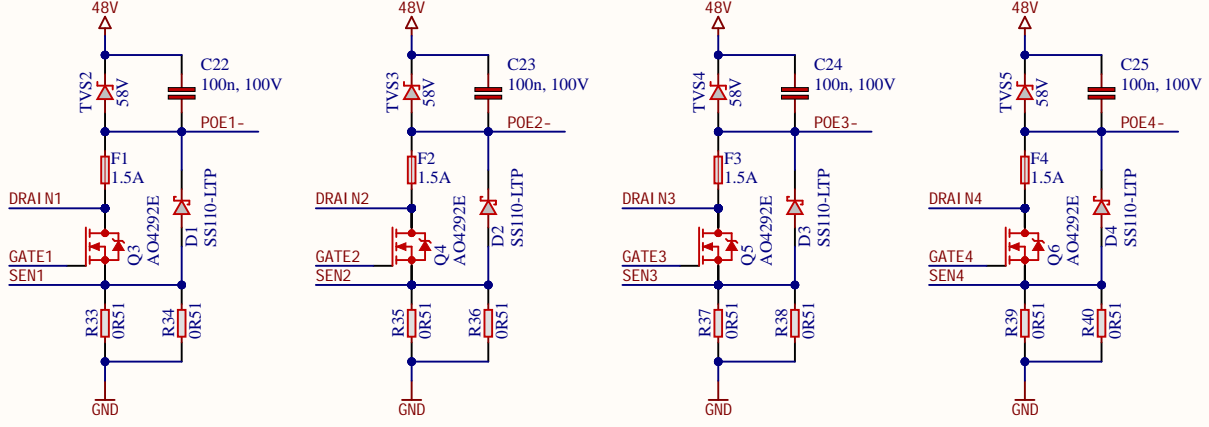 48V
TVS2
58V
C22
100n, 100V
POE1-
F1
1.5A
DRAIN1
D1
SS110-LTP
Q3
AO4292E
GATE1
SEN1
R33
0R51
R34
0R51
GND
48V
TVS3
58V
C23
100n, 100V
POE2-
F2
1.5A
DRAIN2
D2
SS110-LTP
Q4
AO4292E
GATE2
SEN2
R35
0R51
R36
0R51
GND
48V
TVS4
58V
C24
100n, 100V
POE3-
F3
1.5A
DRAIN3
D3
SS110-LTP
Q5
AO4292E
GATE3
SEN3
R37
0R51
R38
0R51
GND
48V
TVS5
58V
C25
100n, 100V
POE4-
F4
1.5A
DRAIN4
D4
SS110-LTP
Q6
AO4292E
GATE4
SEN4
R39
0R51
R40
0R51
GND